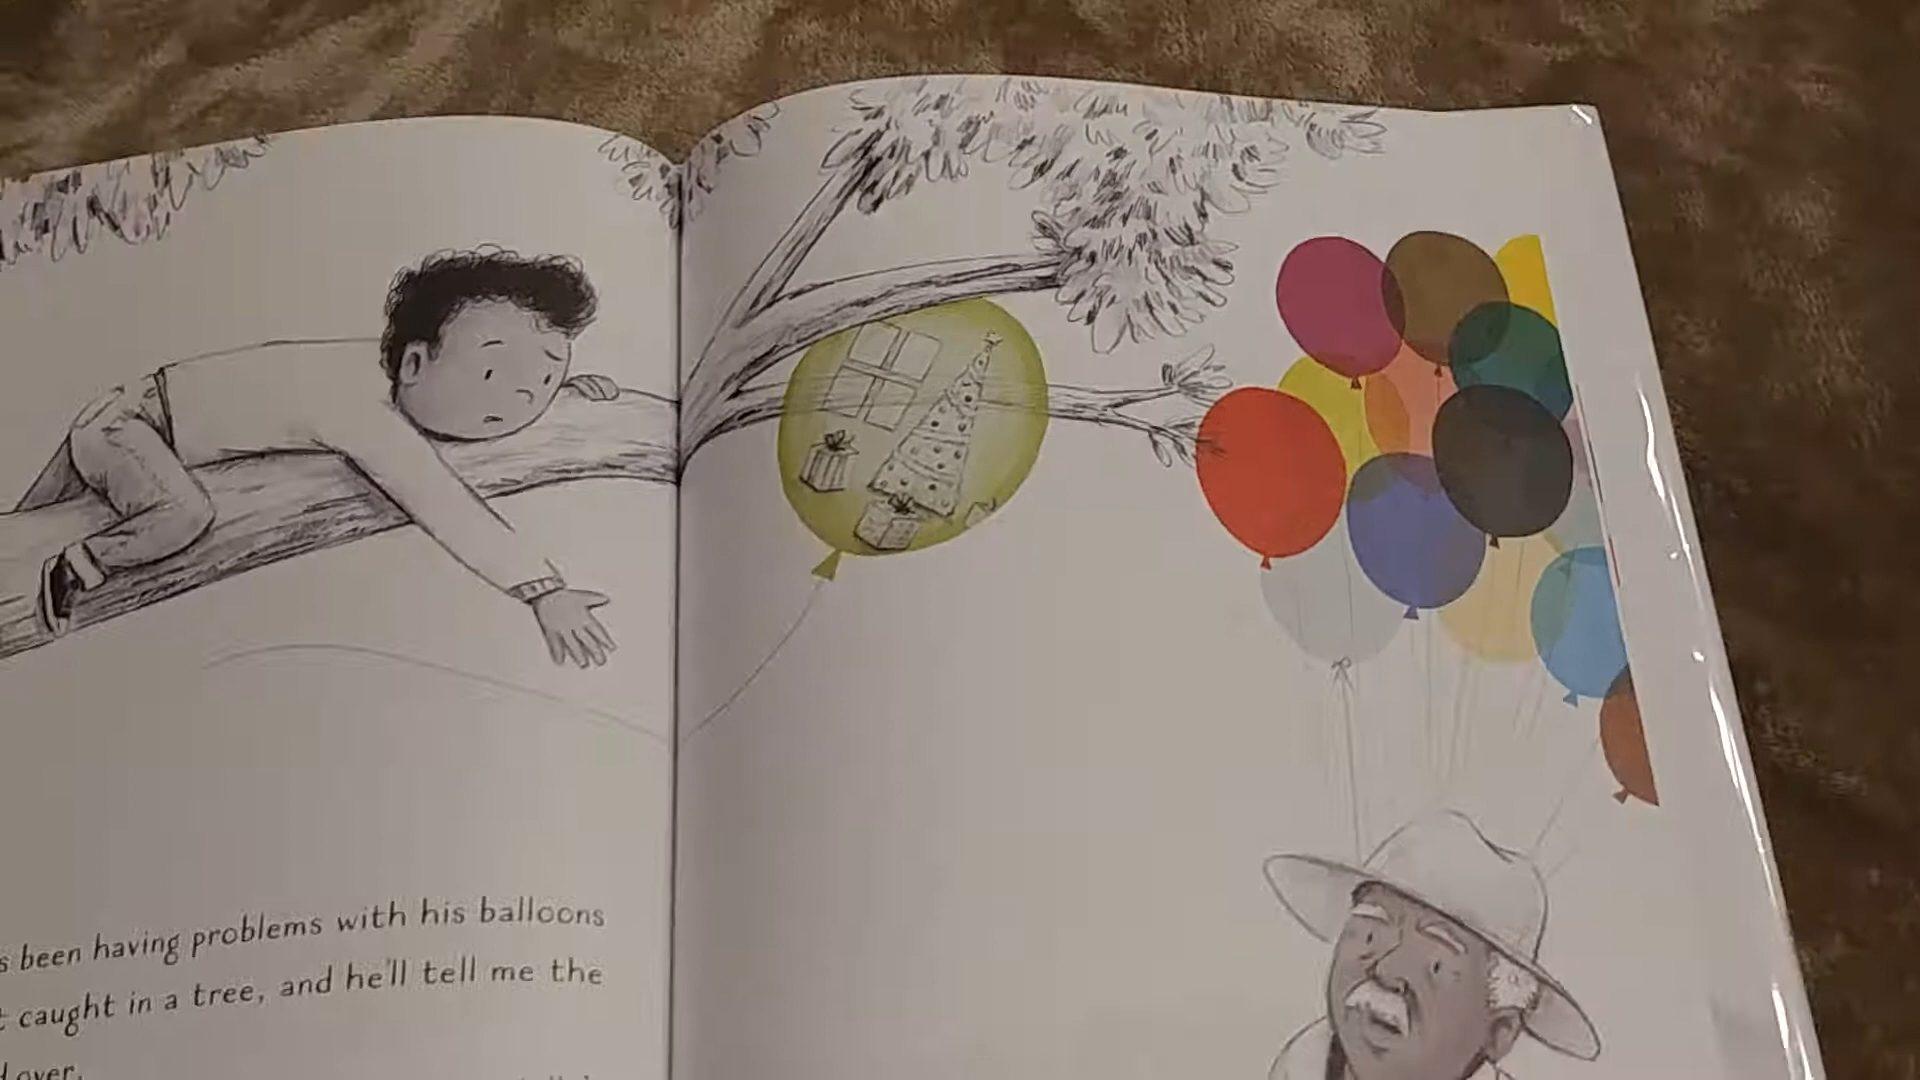 been having problems with his balloons
caught in a tree, and he'll tell me the
over.